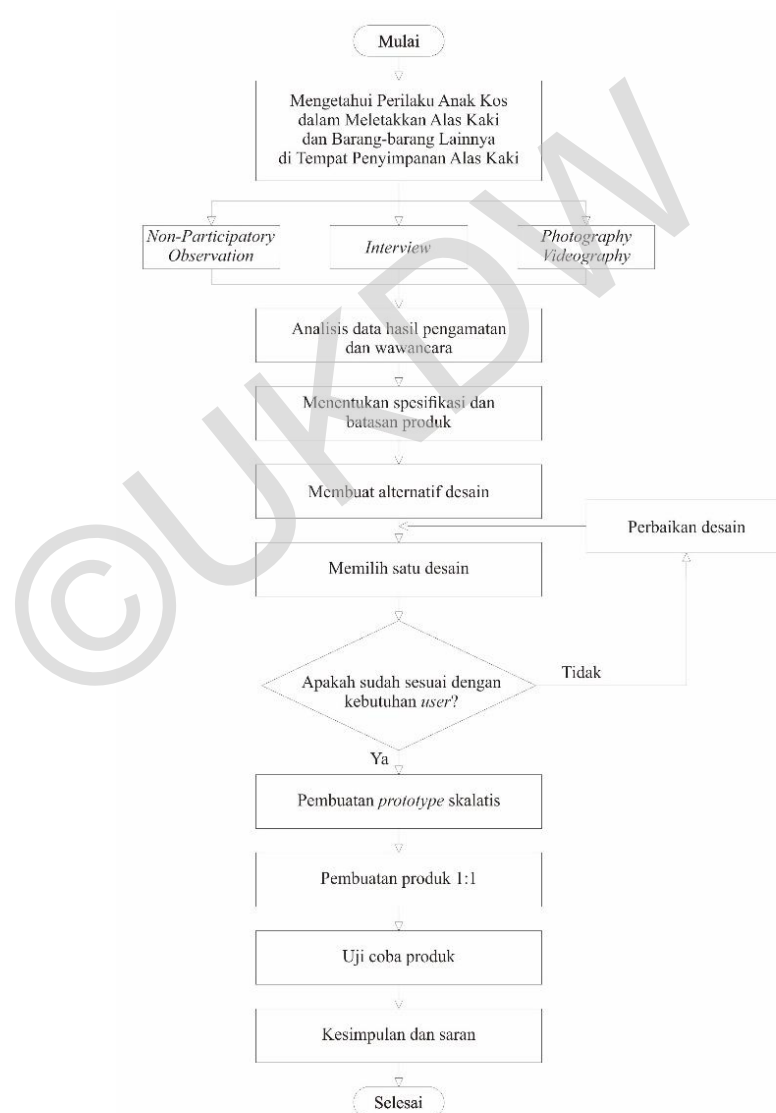 Mulai
Mengetahui Perilaku Anak Kos
dalam Meletakkan Alas Kaki
dan Barang-barang Lainnya
di Tempat Penyimpanan Alas Kaki
Non-Participatory
Observation
Interview
Photography
Videography
Analisis data hasil pengamatan
dan wawancara
Menentukan spesifikasi dan
batasan produk
Membuat alternatif desain
Perbaikan desain
Memilih satu desain
Apakah sudah sesuai dengan
kebutuhan user?
Tidak
Ya
Pembuatan prototype skalatis
Pembuatan produk 1:1
Uji coba produk
Kesimpulan dan saran
Selesai
©UKDW